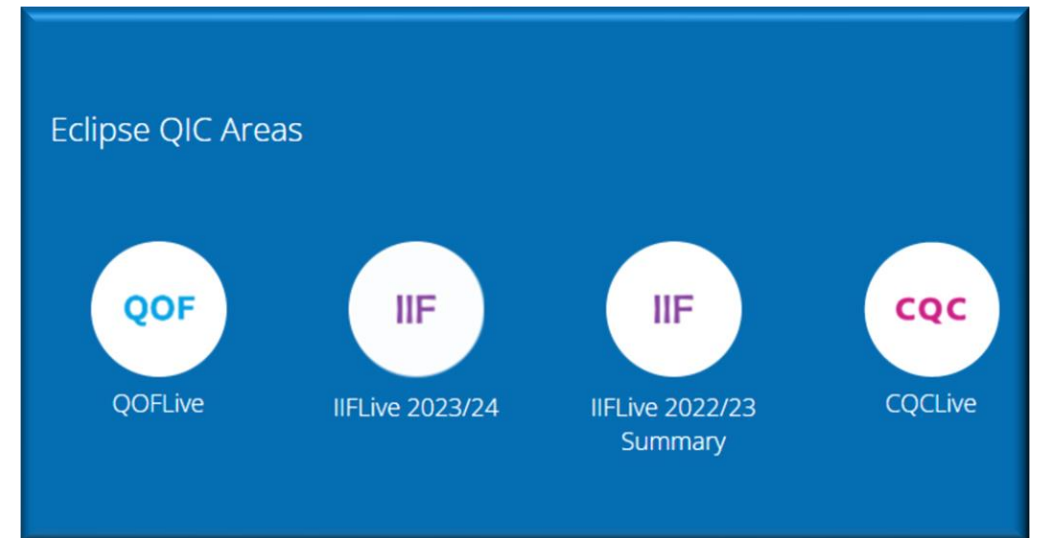 Eclipse QIC Areas
QOF
IIF
IIF
CQC
QOFLive
IIFLive 2023/24
IIFLive 2022/23
Summary
CQCLive